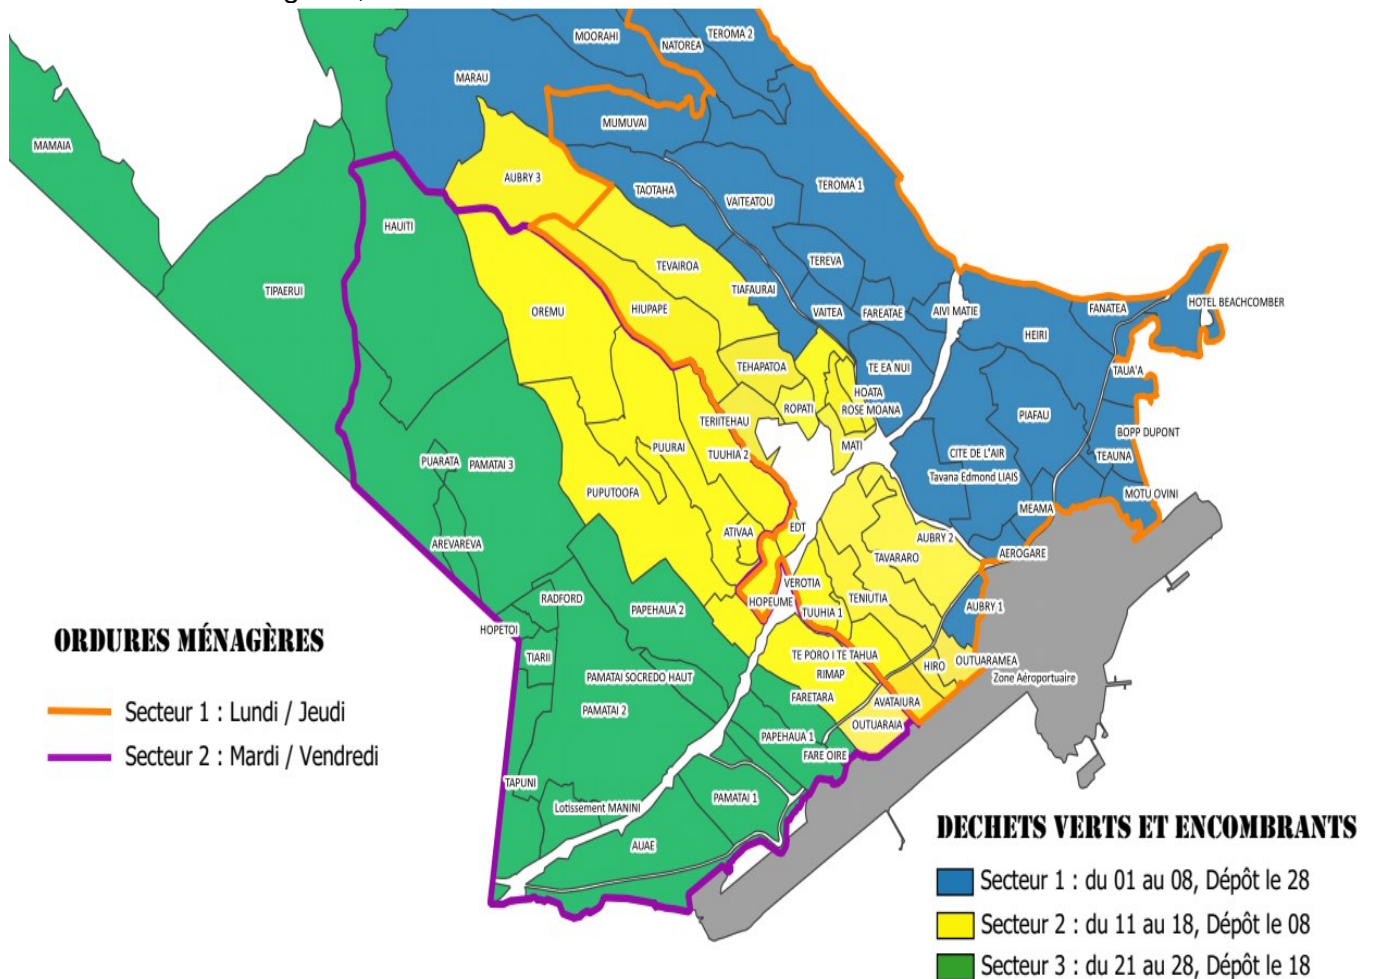 MOORAHI
NATOREA
TEROMA 2
MARAU
MUMUVAI
MAMAIA
AUBRY 3
TAOTAHA
VAITEATOU
TEROMA 1
HAUITI
TEREVA
TEVAIROA
TIAFAURAI
TIPAERUI
OREMU
HIUPAPE
VAITEA
FAREATAE
AIVI MATIE
FANATEA
HOTEL BEACHCOMBER
HEIRI
TEHAPATOA
TE EA NUI
TAUA'A
HOATA
ROPATI
ROSE MOANA
PIAFAU
TERIITEHAU
BOPP DUPONT
PUURAI
TUUHIA 2
MATI
CITE DE L'AIR
TEAUNA
PUARATA
PAMATAI 3
Tavana Edmond LIAIS
PUPUTOOFA
MOTU OVINI
MEAMA
ATIVAA
EDT
AREVAREVA
AUBRY 2
AEROGARE
TAVARARO
VEROTIA
RADFORD
PAPEHAUA 2
HOPEUME
TENIUTIA
TUUHIA 1
AUBRY 1
HOPETOI
ORDURES MÉNAGÈRES
TIARII
TE PORO I TE TAHUA
OUTUARAMEA
HIRO
PAMATAI SOCREDO HAUT
RIMAP
Zone Aéroportuaire
FARETARA
AVATAIURA
Secteur 1 : Lundi / Jeudi
PAMATAI 2
OUTUARAIA
PAPEHAUA 1
Secteur 2 : Mardi / Vendredi
FARE OIRE
TAPUNI
PAMATAI 1
Lotissement MANINI
AUAE
DECHETS VERTS ET ENCOMBRANTS
Secteur 1 : du 01 au 08, Dépôt le 28
Secteur 2 : du 11 au 18, Dépôt le 08
Secteur 3 : du 21 au 28, Dépôt le 18